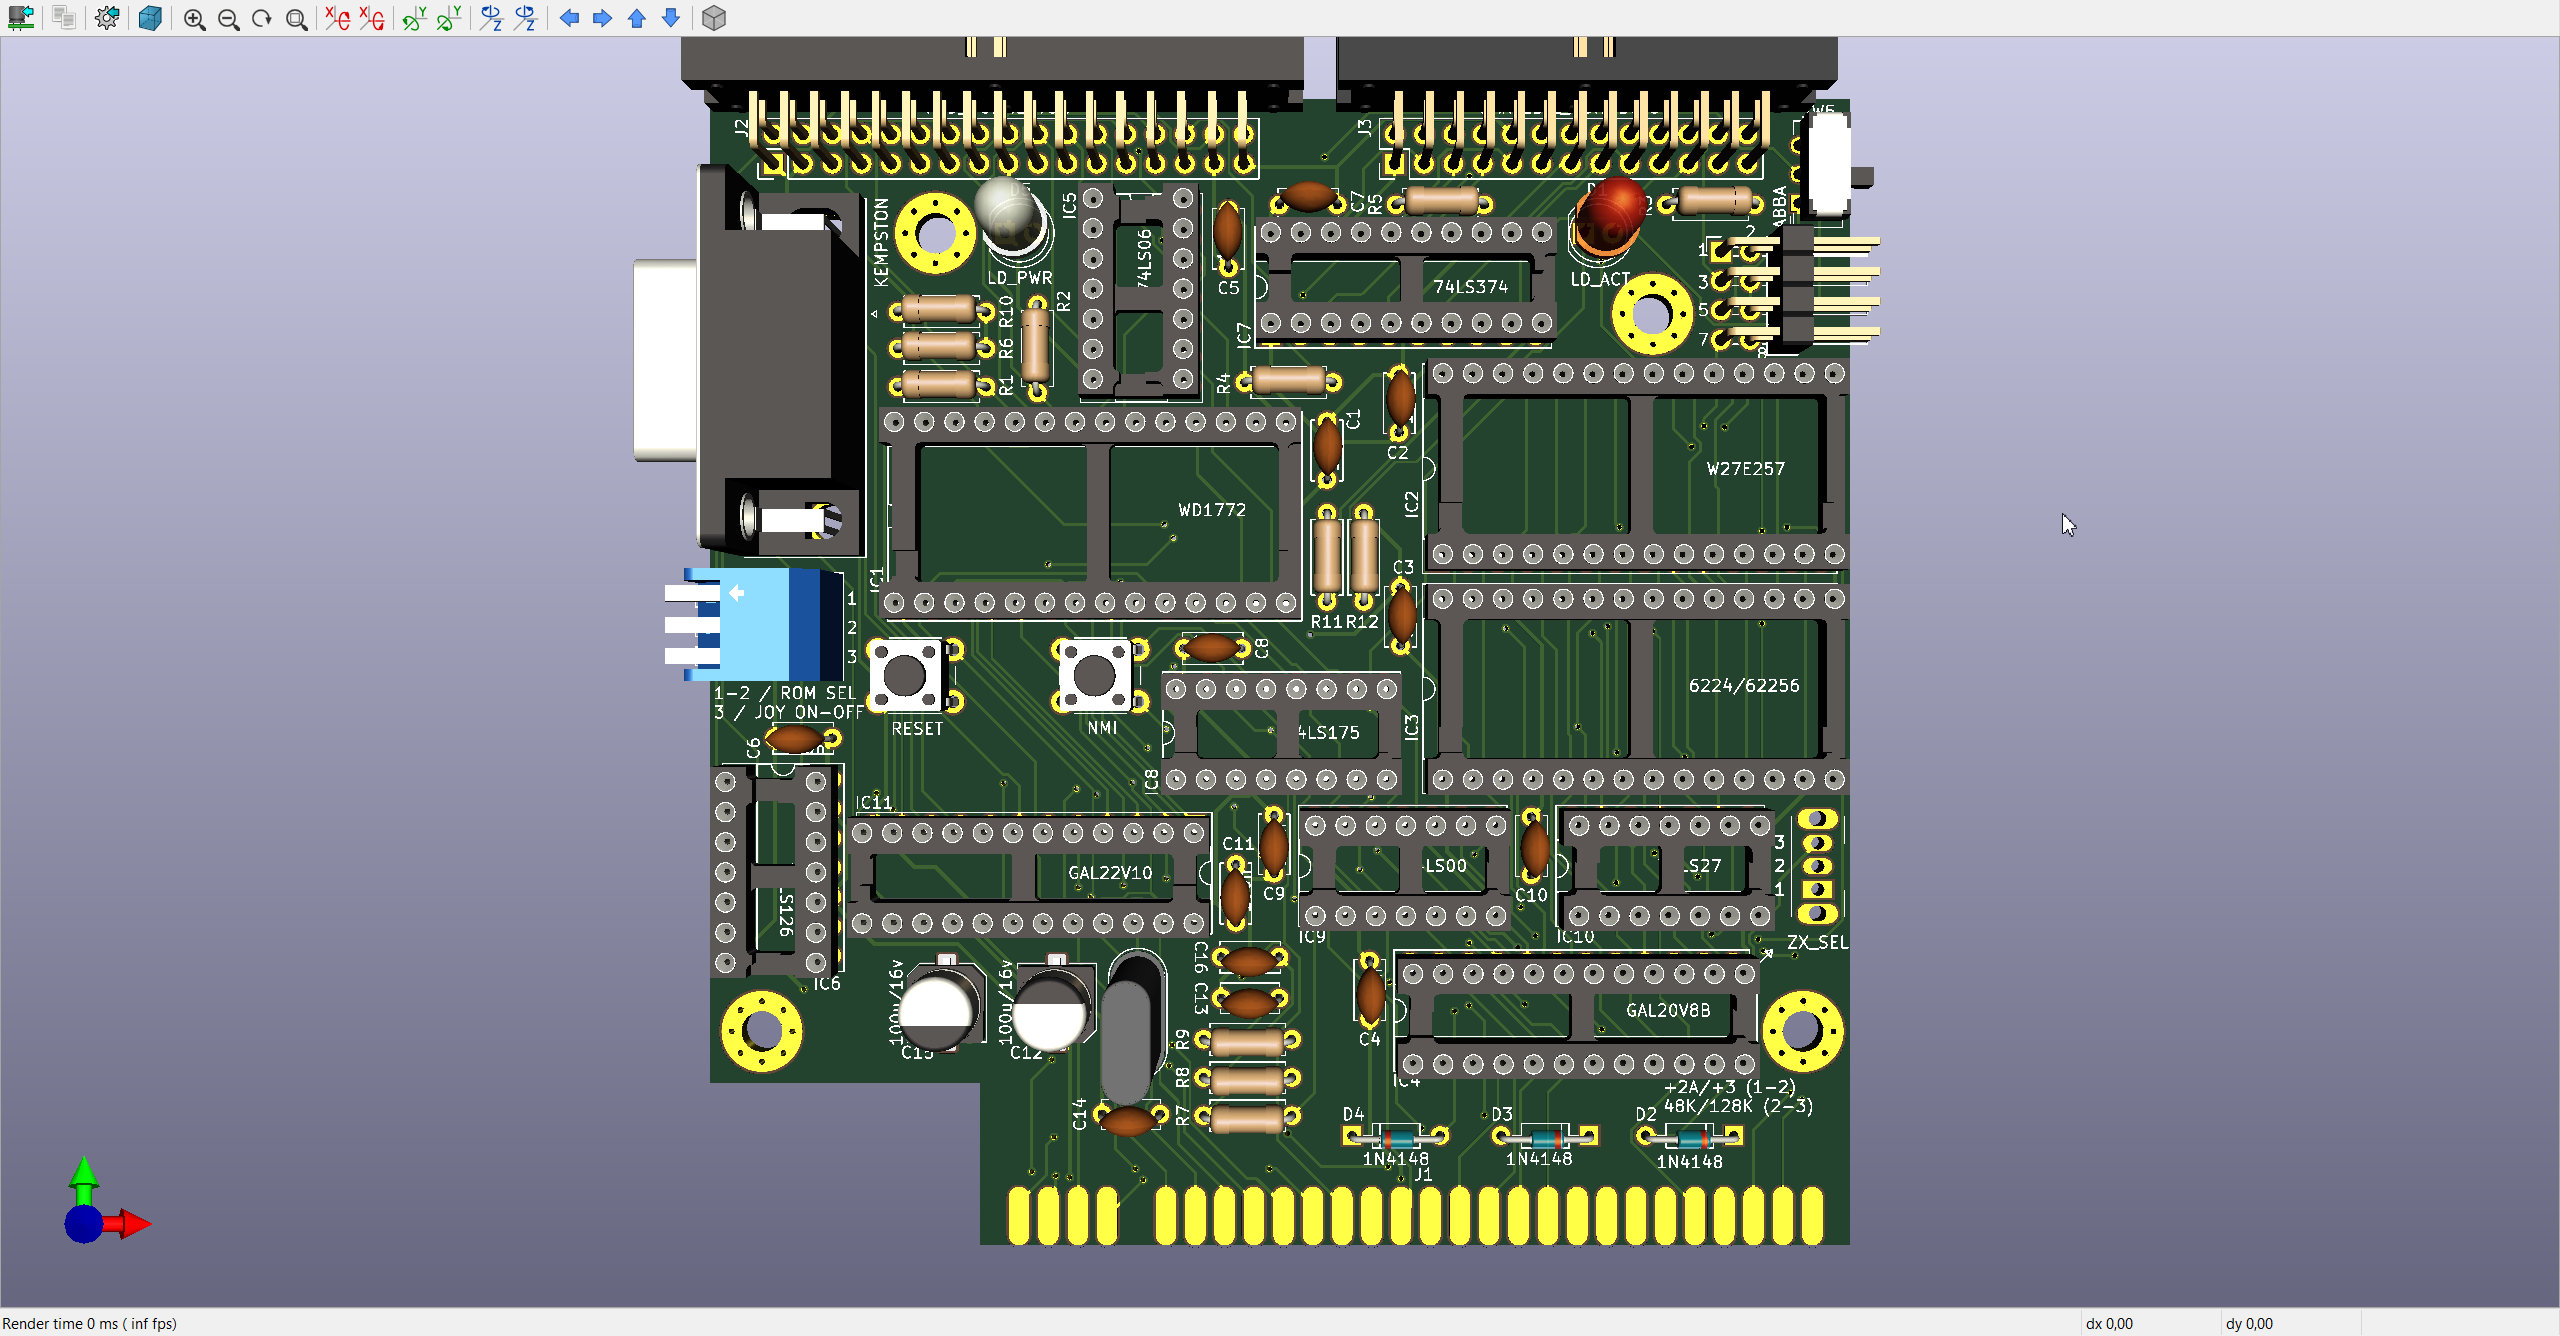 J2
J3
KEMPSTON
LD_PWR
IC5
74LS06
C5
C7
R5
74LS374
IC7
LD_ACT
ABBA
2
1
3
5
7
R10
R6
R1
R2
R4
C1
C2
W27E257
IC2
WD1772
IC1
C3
R11
R12
1
2
3
1-2 / ROM SEL
3 / JOY ON-OFF
RESET
NMI
C8
6224/62256
IC3
4LS175
IC8
C6
S126
IC6
IC11
GAL22V10
C11
C9
LS00
IC9
C10
LS27
IC10
3
2
1
ZX_SEL
100u/16v
C15
100u/16v
C12
C16
C13
R9
R8
R7
C14
C4
GAL20V8B
IC4
+2A/+3 (1-2)
48K/128K (2-3)
D4
1N4148
D3
1N4148
D2
1N4148
J1
Render time 0 ms ( inf fps)
dx 0,00
dy 0,00